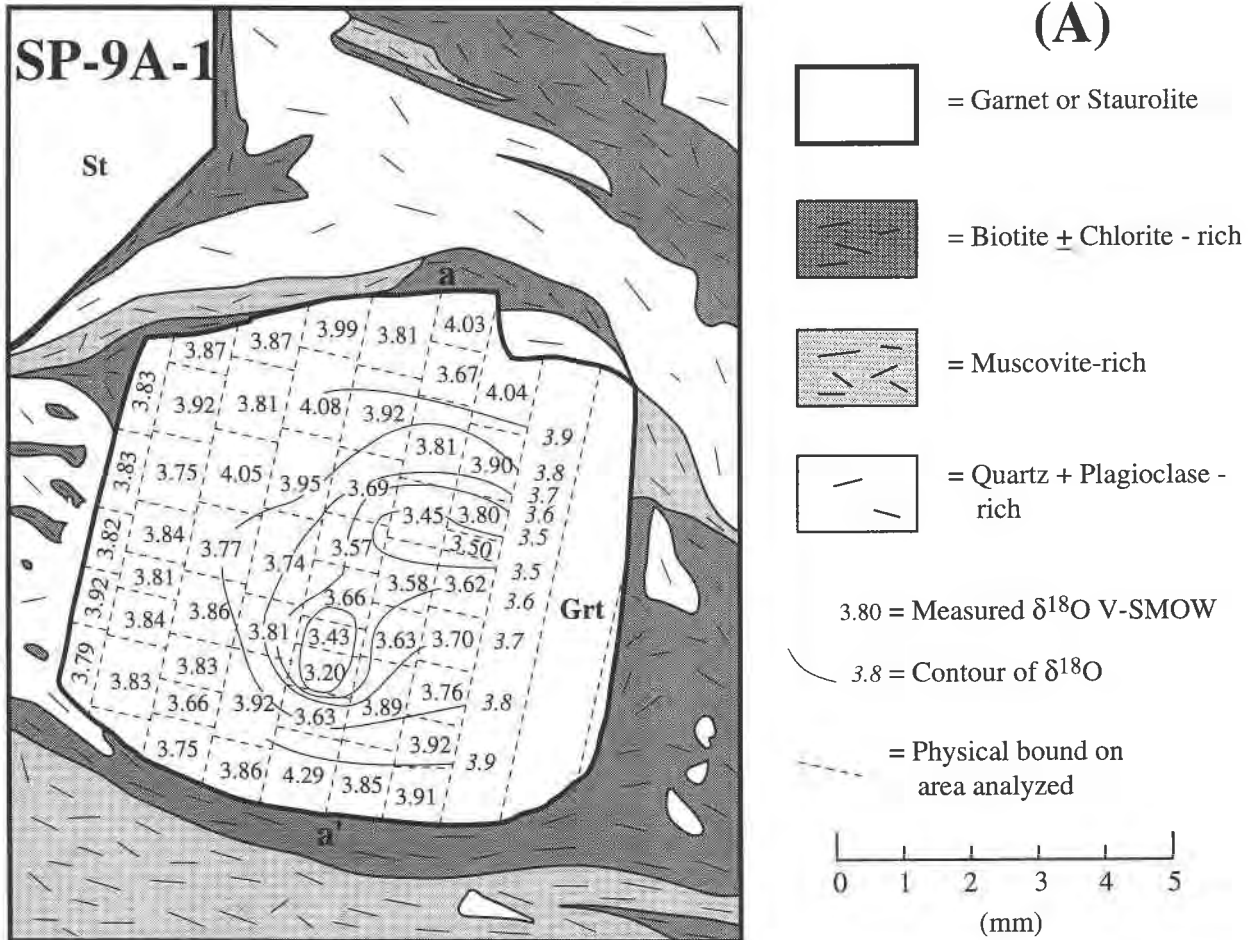 SP-9A-1
St
a
3.87 3.87 3.99 3.81 4.03
3.83 3.92 3.81 4.08 3.92 3.67 4.04
3.9
3.83 3.75 4.05 3.95 3.69 3.81 3.90
3.8
3.7
3.82 3.84 3.77 3.74 3.57 3.45 3.80
3.6
3.5
3.50
3.92 3.81 3.86 3.66 3.58 3.62
3.5
3.6
Grt
3.84 3.81 3.43 3.63 3.70
3.7
3.79 3.83 3.83 3.20 3.76
3.8
3.66 3.92 3.63 3.89 3.92
3.9
3.75 3.86 4.29 3.85 3.91
a'
(A)
= Garnet or Staurolite
= Biotite ± Chlorite - rich
= Muscovite-rich
= Quartz + Plagioclase -
rich
3.80 = Measured δ¹⁸O V-SMOW
3.8 = Contour of δ¹⁸O
= Physical bound on
area analyzed
0 1 2 3 4 5
(mm)